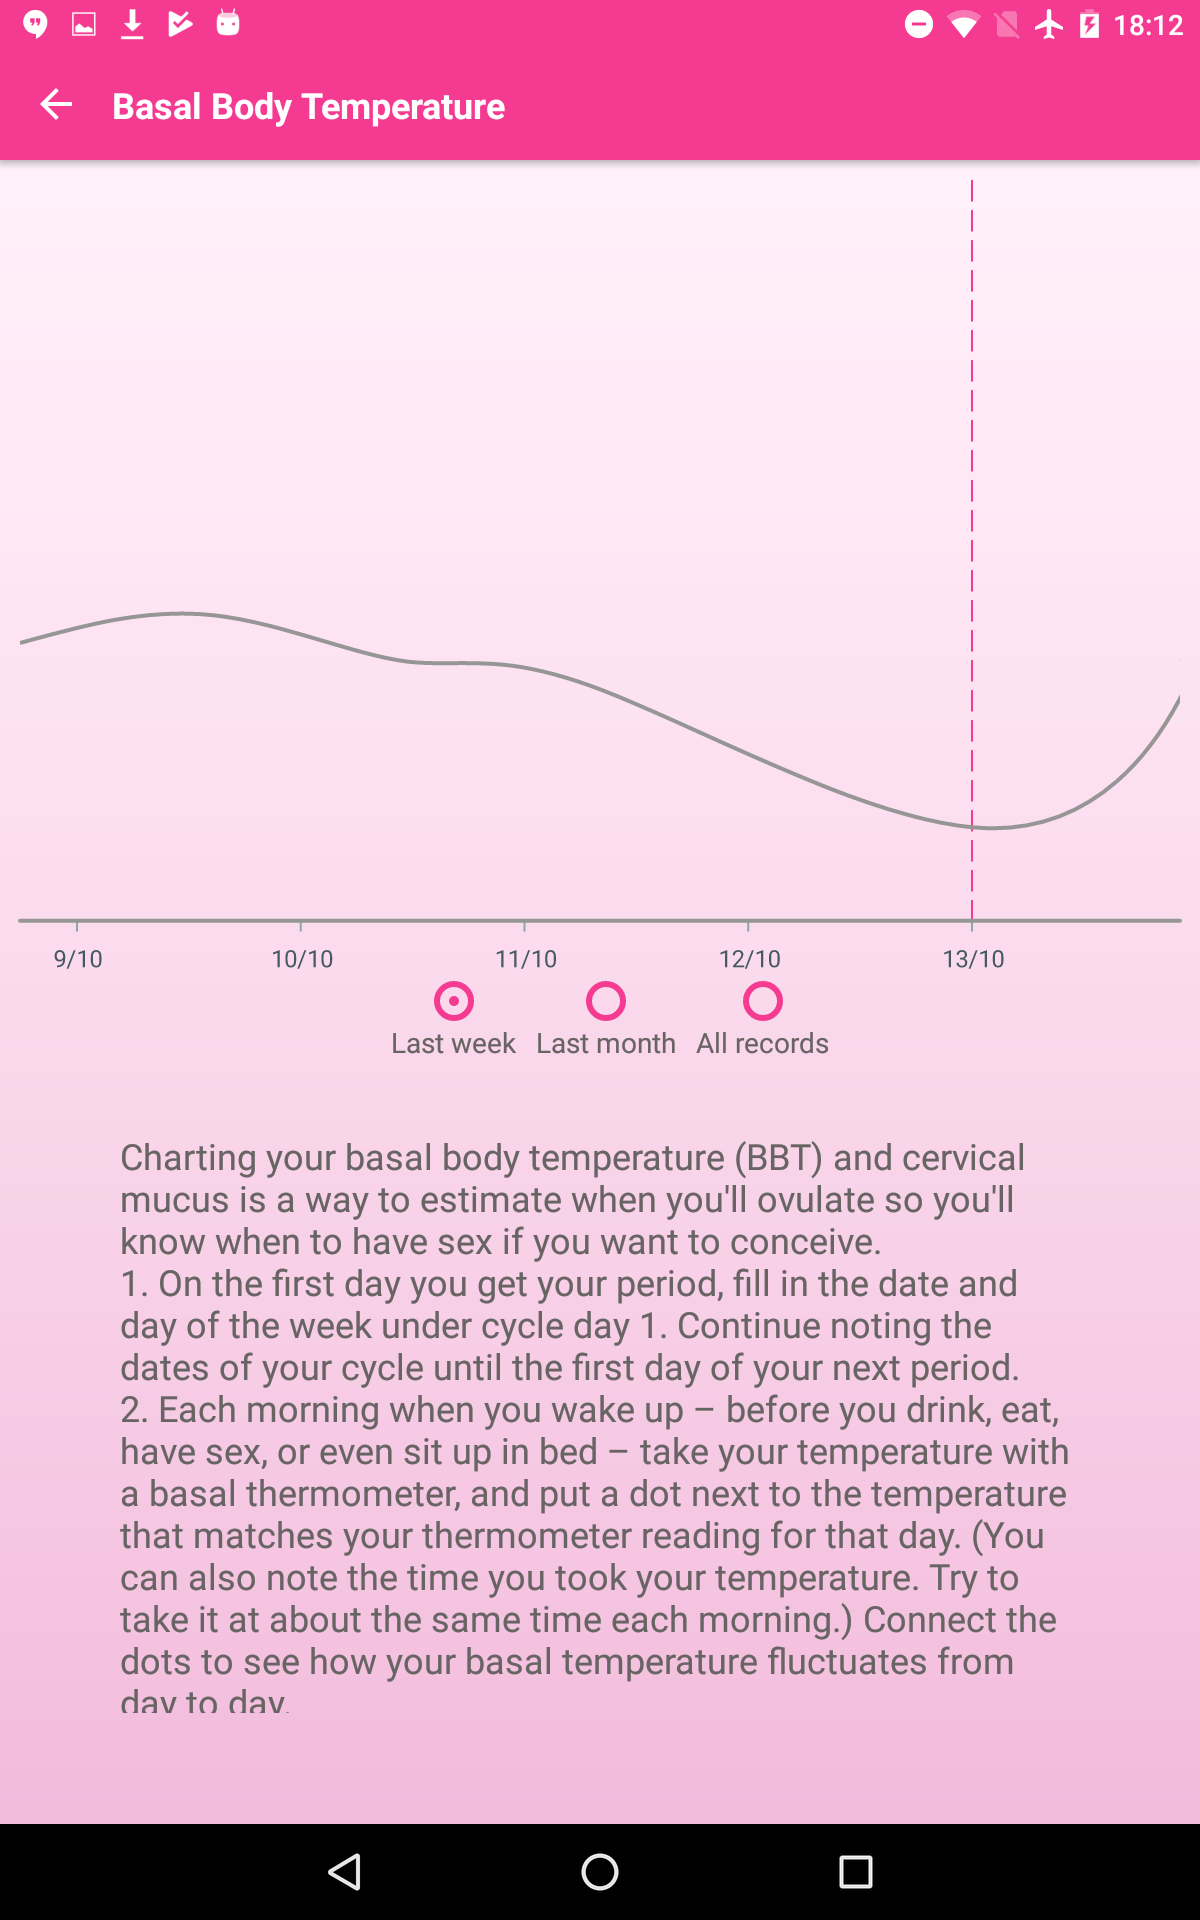 18:12
Basal Body Temperature
9/10 10/10 11/10 12/10 13/10
Last week Last month All records
Charting your basal body temperature (BBT) and cervical
mucus is a way to estimate when you'll ovulate so you'll
know when to have sex if you want to conceive.
1. On the first day you get your period, fill in the date and
day of the week under cycle day 1. Continue noting the
dates of your cycle until the first day of your next period.
2. Each morning when you wake up – before you drink, eat,
have sex, or even sit up in bed – take your temperature with
a basal thermometer, and put a dot next to the temperature
that matches your thermometer reading for that day. (You
can also note the time you took your temperature. Try to
take it at about the same time each morning.) Connect the
dots to see how your basal temperature fluctuates from
day to day.